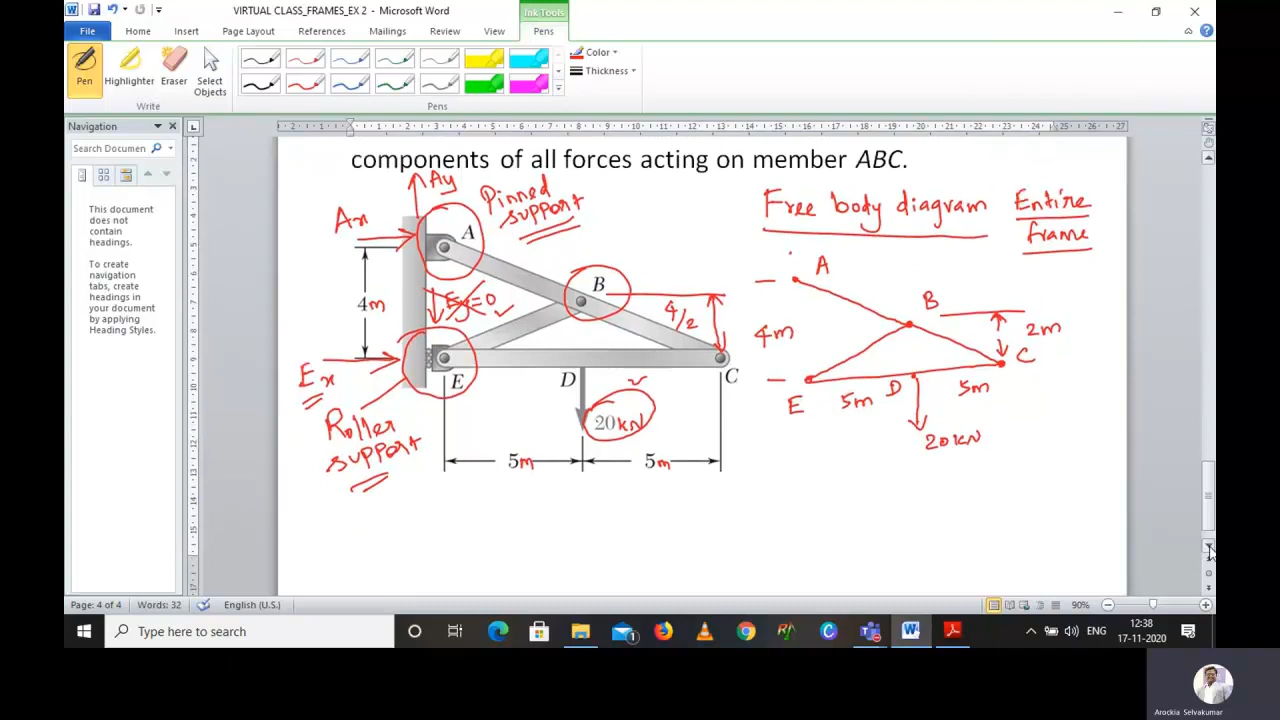 VIRTUAL CLASS_FRAMES_EX 2 - Microsoft Word
Ink Tools
File Home Insert Page Layout References Mailings Review View Pens
Pen Highlighter Eraser Select Objects
Color
Thickness
Write
Pens
Navigation
Search Documen
This document does not contain headings.
To create navigation tabs, create headings in your document by applying Heading Styles.
components of all forces acting on member ABC.
Ay
Ax
Pinned support
A
B
4m
Ey=0
4/2
Ex
E
D
C
20kN
Roller support
5m
5m
Free body diagram
Entire frame
A
B
4m
2m
C
E
5m
D
5m
20kN
Page: 4 of 4 Words: 32 English (U.S.)
90%
Type here to search
ENG
12:38
17-11-2020
Arockia Selvakumar